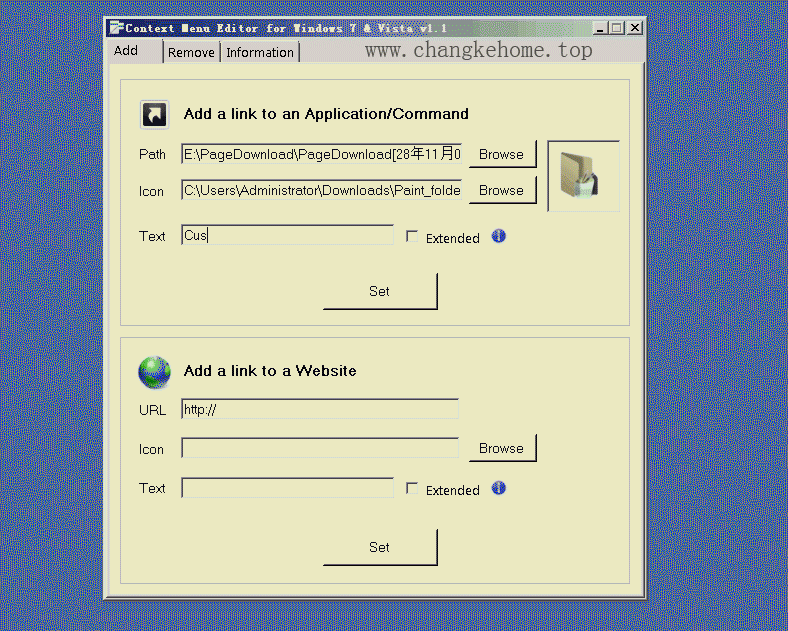 Context Menu Editor for Windows 7 & Vista v1.1
Add Remove Information www.changkehome.top
Add a link to an Application/Command
Path E:\PageDownload\PageDownload[28年11月0 Browse
Icon C:\Users\Administrator\Downloads\Paint_folde Browse
Text Cus Extended
Set
Add a link to a Website
URL http://
Icon Browse
Text Extended
Set